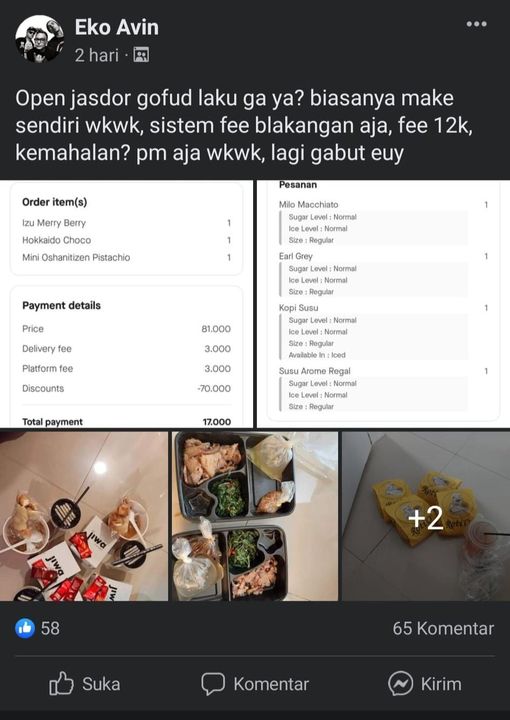 Eko Avin
2 hari ·
Open jasdor gofud laku ga ya? biasanya make
sendiri wkwk, sistem fee blakangan aja, fee 12k,
kemahalan? pm aja wkwk, lagi gabut euy
Order item(s)
Izu Merry Berry 1
Hokkaido Choco 1
Mini Oshanitizen Pistachio 1
Payment details
Price 81.000
Delivery fee 3.000
Platform fee 3.000
Discounts -70.000
Total payment 17.000
Pesanan
Milo Macchiato 1
Sugar Level : Normal
Ice Level : Normal
Size : Regular
Earl Grey 1
Sugar Level : Normal
Ice Level : Normal
Size : Regular
Kopi Susu 1
Sugar Level : Normal
Ice Level : Normal
Size : Regular
Available In : Iced
Susu Arome Regal 1
Sugar Level : Normal
Ice Level : Normal
Size : Regular
jiwa
jiwa
jiwa
+2
58
65 Komentar
Suka
Komentar
Kirim